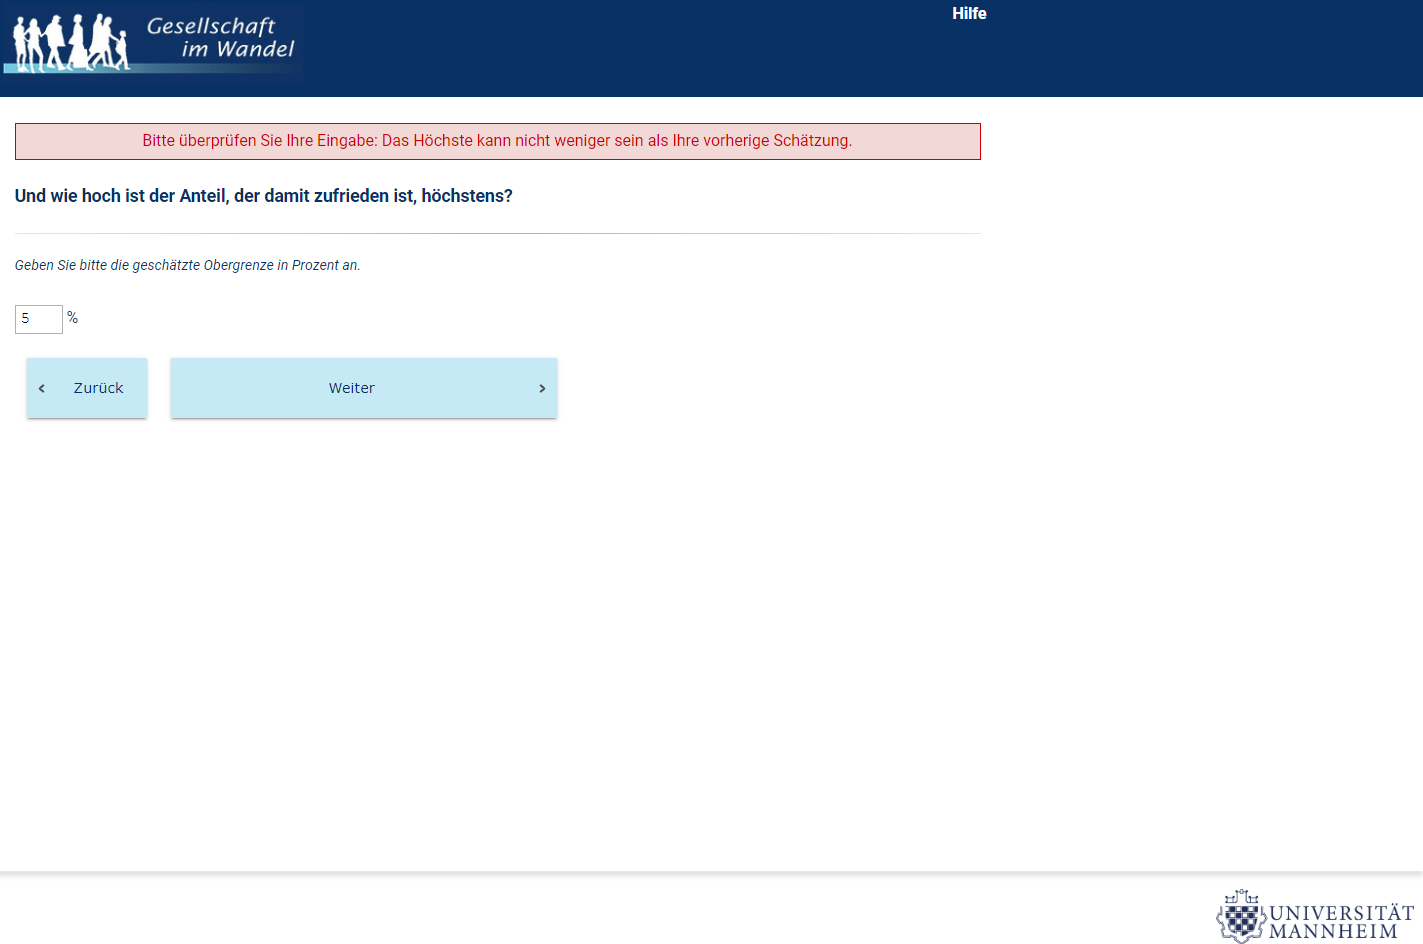 Gesellschaft
im Wandel
Hilfe
Bitte überprüfen Sie Ihre Eingabe: Das Höchste kann nicht weniger sein als Ihre vorherige Schätzung.
Und wie hoch ist der Anteil, der damit zufrieden ist, höchstens?
Geben Sie bitte die geschätzte Obergrenze in Prozent an.
5 %
Zurück
Weiter
UNIVERSITÄT
MANNHEIM